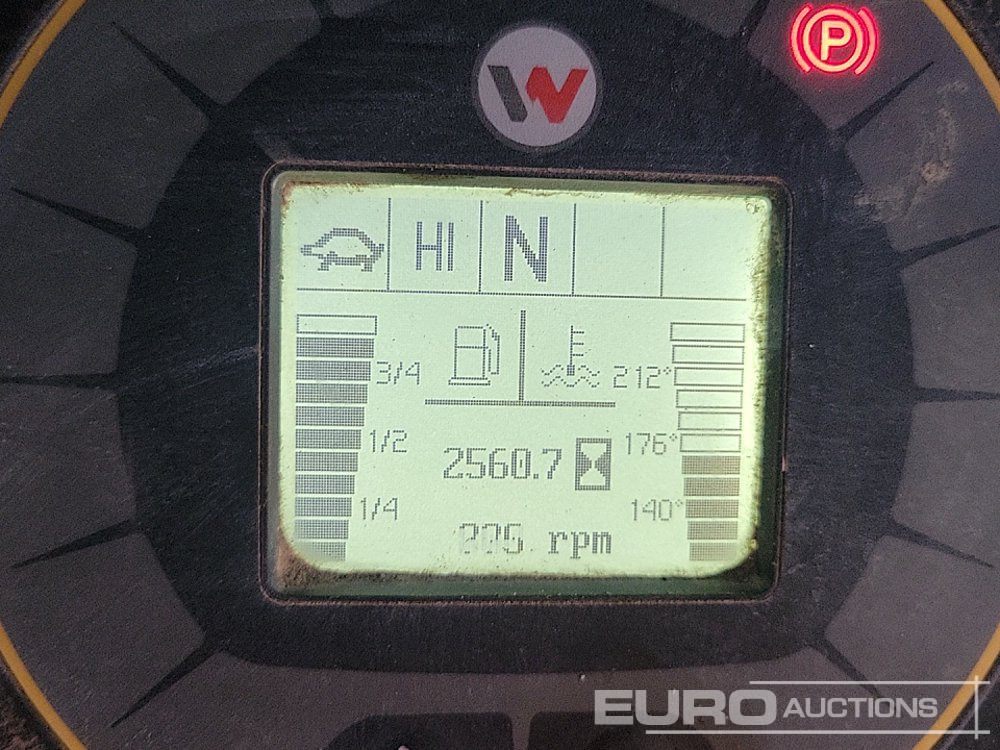 P
W
HI N
3/4 212°
1/2 176°
2560.7
1/4 140°
rpm
EURO AUCTIONS